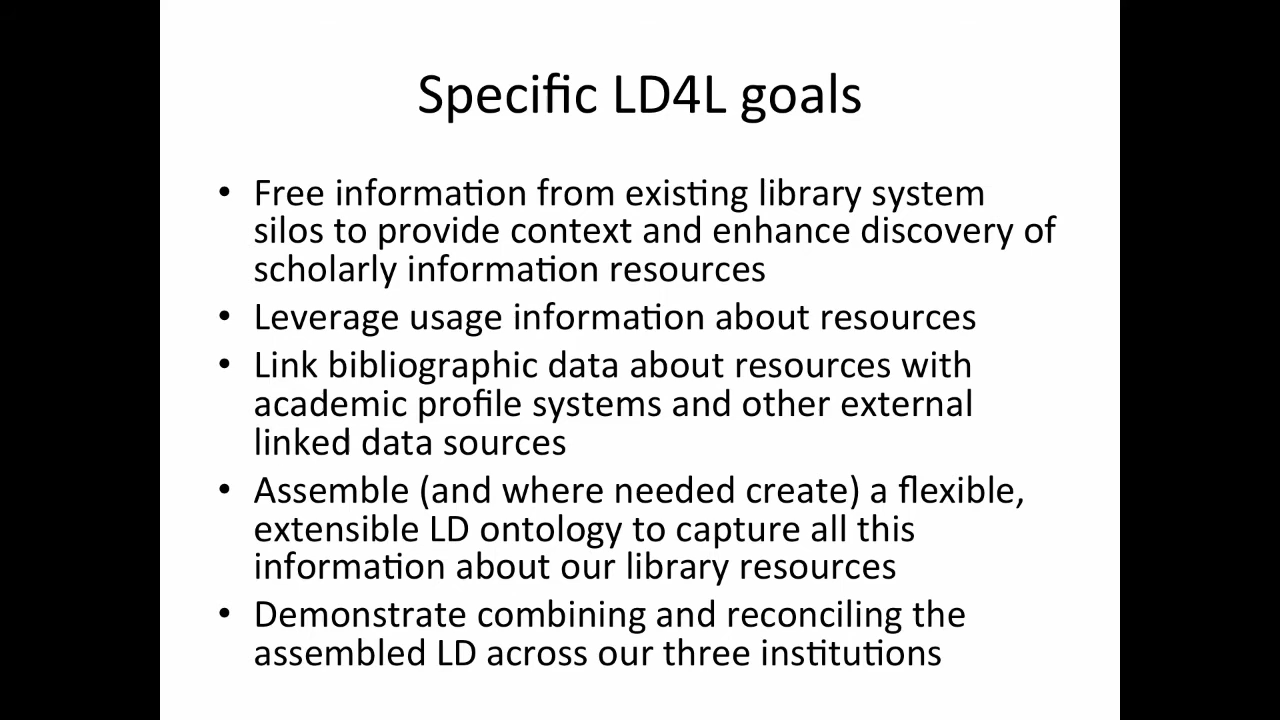 Specific LD4L goals
• Free information from existing library system
silos to provide context and enhance discovery of
scholarly information resources
• Leverage usage information about resources
• Link bibliographic data about resources with
academic profile systems and other external
linked data sources
• Assemble (and where needed create) a flexible,
extensible LD ontology to capture all this
information about our library resources
• Demonstrate combining and reconciling the
assembled LD across our three institutions